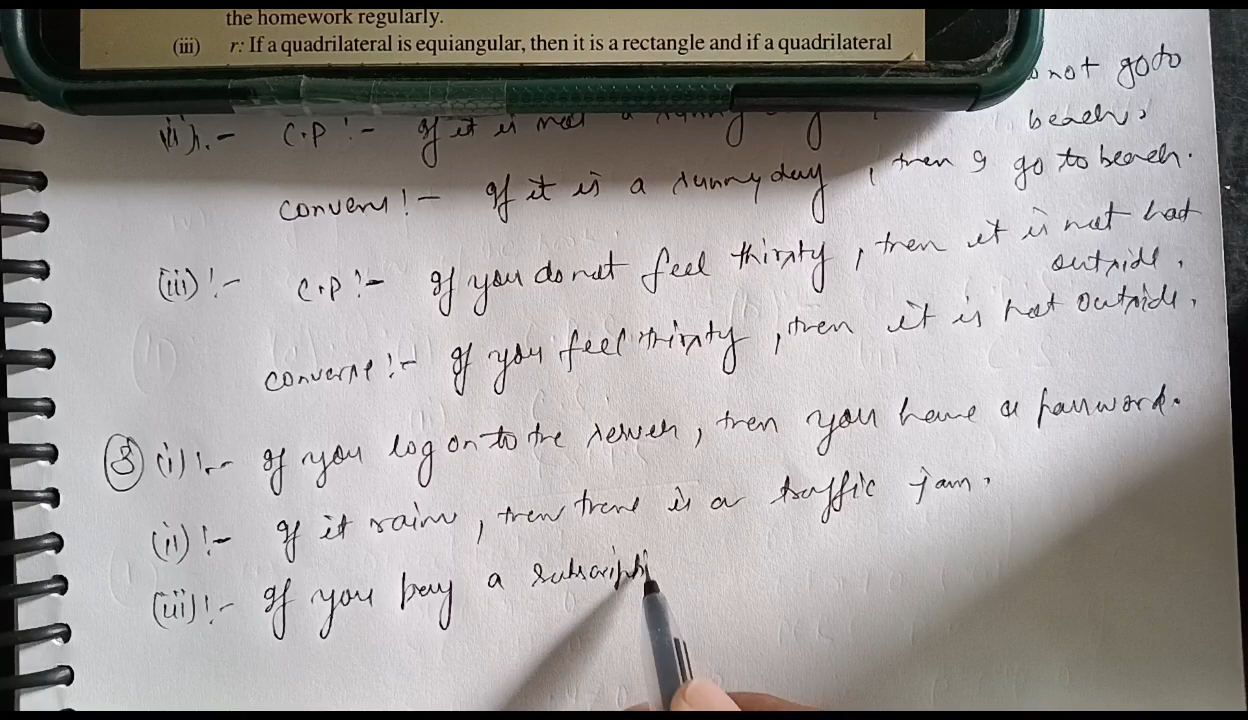 the homework regularly.
(iii) r: If a quadrilateral is equiangular, then it is a rectangle and if a quadrilateral
not go to
(ii) :- C.P :- If it is not a
beach.
converse :- If it is a sunny day, then I go to beach.
(iii) :- C.P :- If you do not feel thirsty, then it is not hot
outside.
converse :- If you feel thirsty, then it is hot outside.
③ (i) :- If you log on to the server, then you have a password.
(ii) :- If it rains, then there is a traffic jam.
(iii) :- If you buy a subscripti